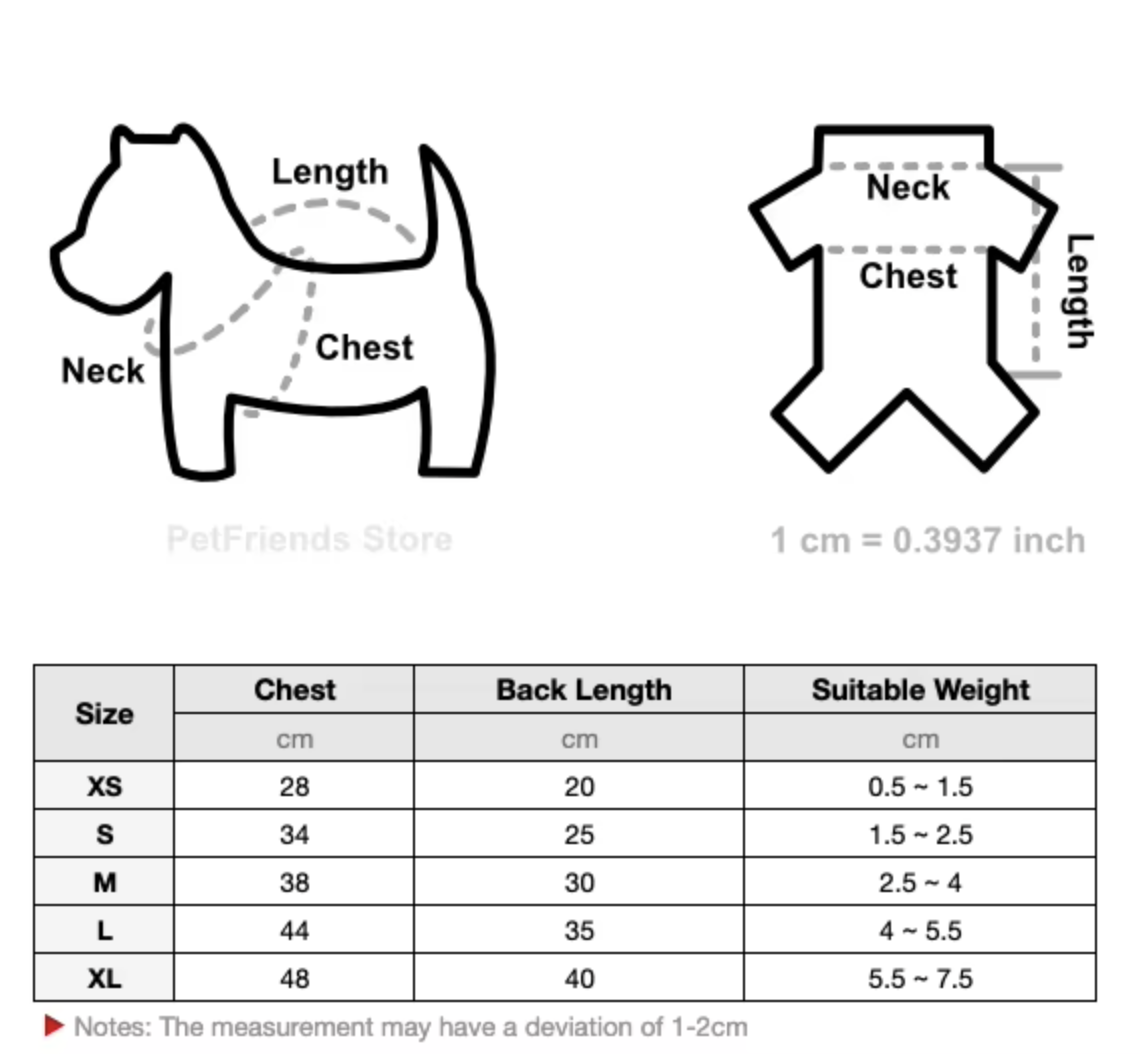 Length
Neck
Chest
Neck
Chest
Length
PetFriends Store
1 cm = 0.3937 inch
Size Chest Back Length Suitable Weight
cm cm cm
XS 28 20 0.5 ~ 1.5
S 34 25 1.5 ~ 2.5
M 38 30 2.5 ~ 4
L 44 35 4 ~ 5.5
XL 48 40 5.5 ~ 7.5
Notes: The measurement may have a deviation of 1-2cm